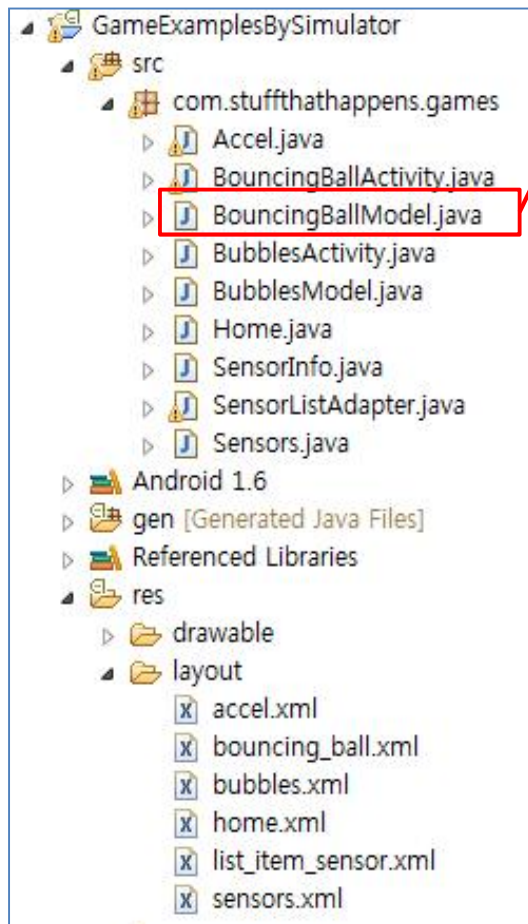 GameExamplesBySimulator
src
com.stuffthathappens.games
Accel.java
BouncingBallActivity.java
BouncingBallModel.java
BubblesActivity.java
BubblesModel.java
Home.java
SensorInfo.java
SensorListAdapter.java
Sensors.java
Android 1.6
gen [Generated Java Files]
Referenced Libraries
res
drawable
layout
accel.xml
bouncing_ball.xml
bubbles.xml
home.xml
list_item_sensor.xml
sensors.xml